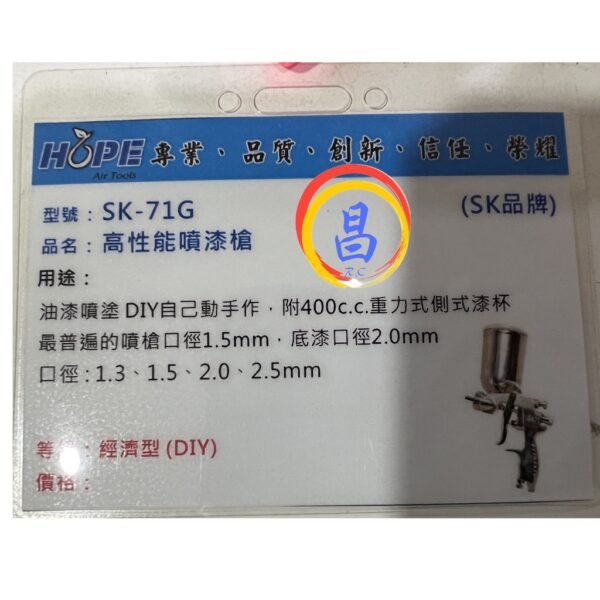 HOPE 專業、品質、創新、信任、榮耀
Air Tools
型號：SK-71G (SK品牌)
品名：高性能噴漆槍
昌
R.C
用途：
油漆噴塗 DIY自己動手作，附400c.c.重力式側式漆杯
最普遍的噴槍口徑1.5mm，底漆口徑2.0mm
口徑：1.3、1.5、2.0、2.5mm
等級：經濟型 (DIY)
價格：